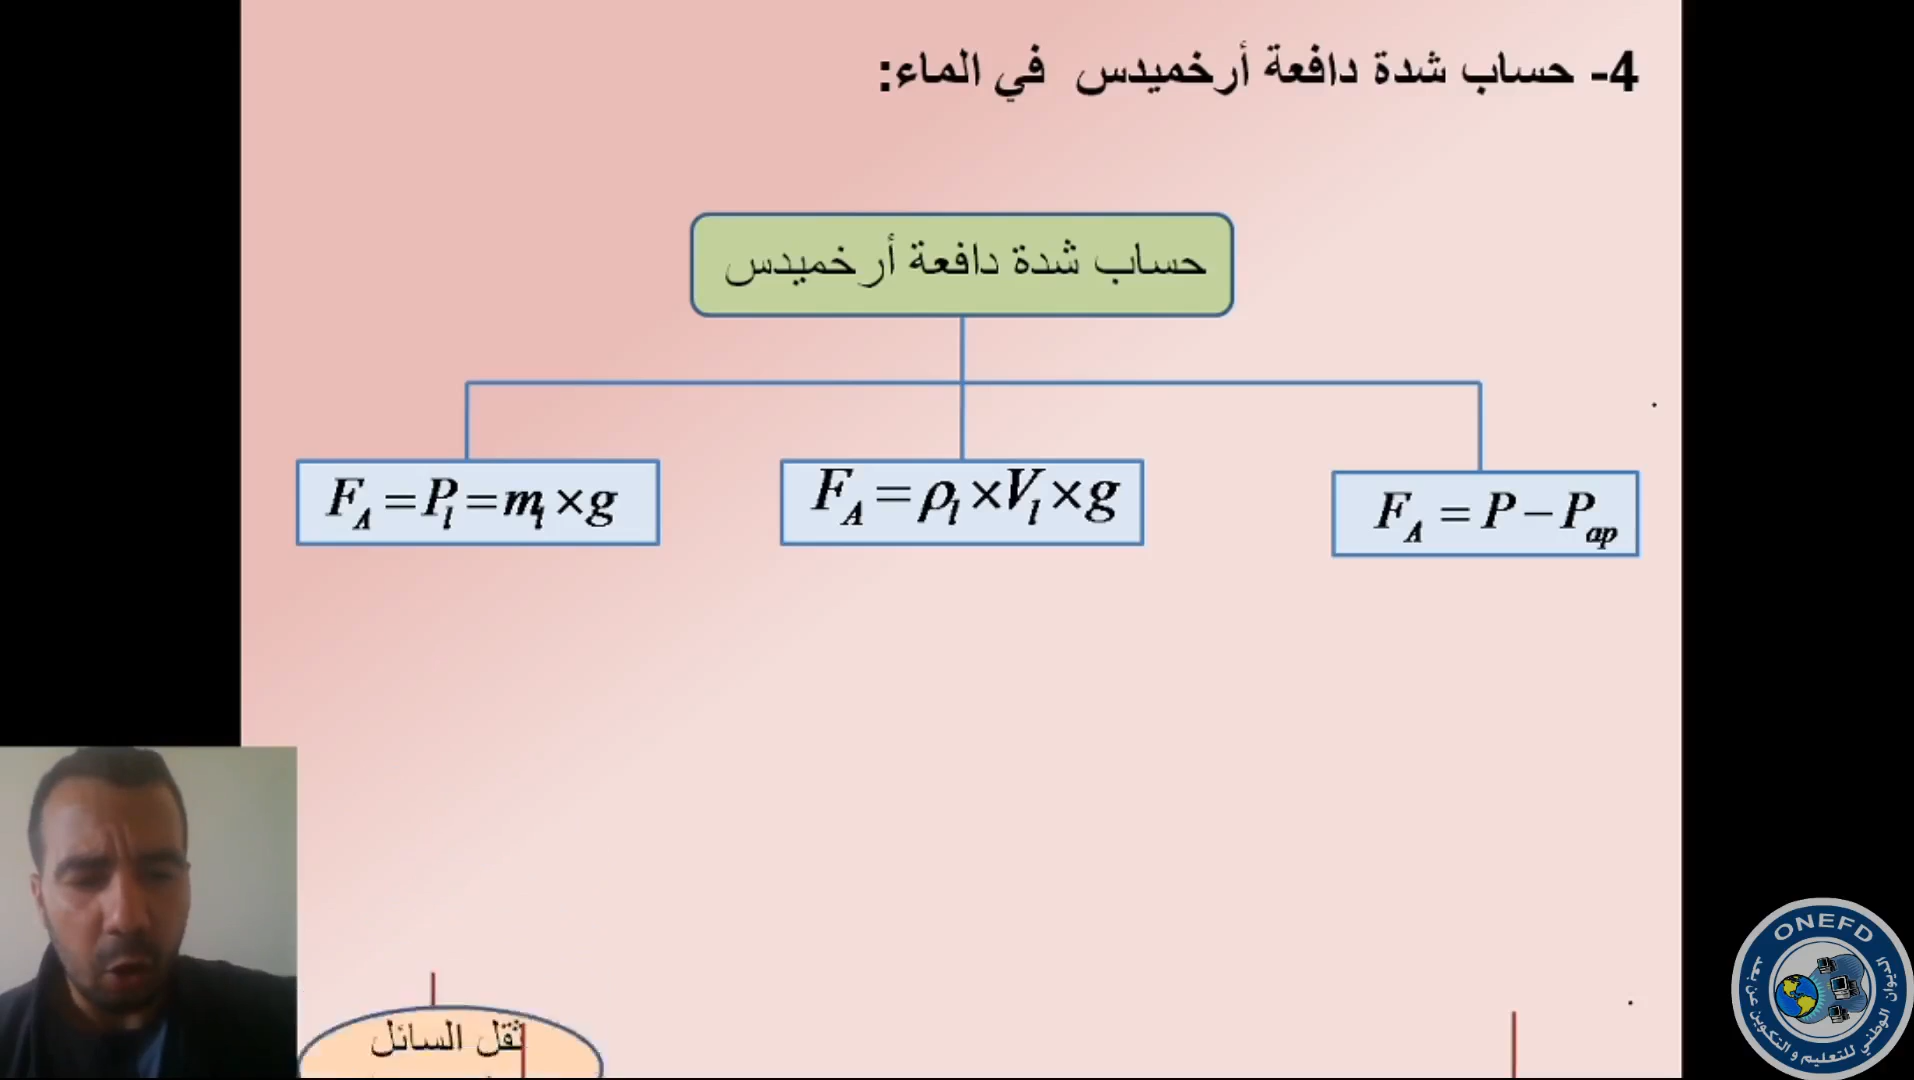 4- حساب شدة دافعة أرخميدس في الماء:
حساب شدة دافعة أرخميدس
F_A = P_l = m_l × g
F_A = ρ_l × V_l × g
F_A = P − P_ap
ثقل السائل
ONEFD
الديوان الوطني للتعليم و التكوين عن بعد